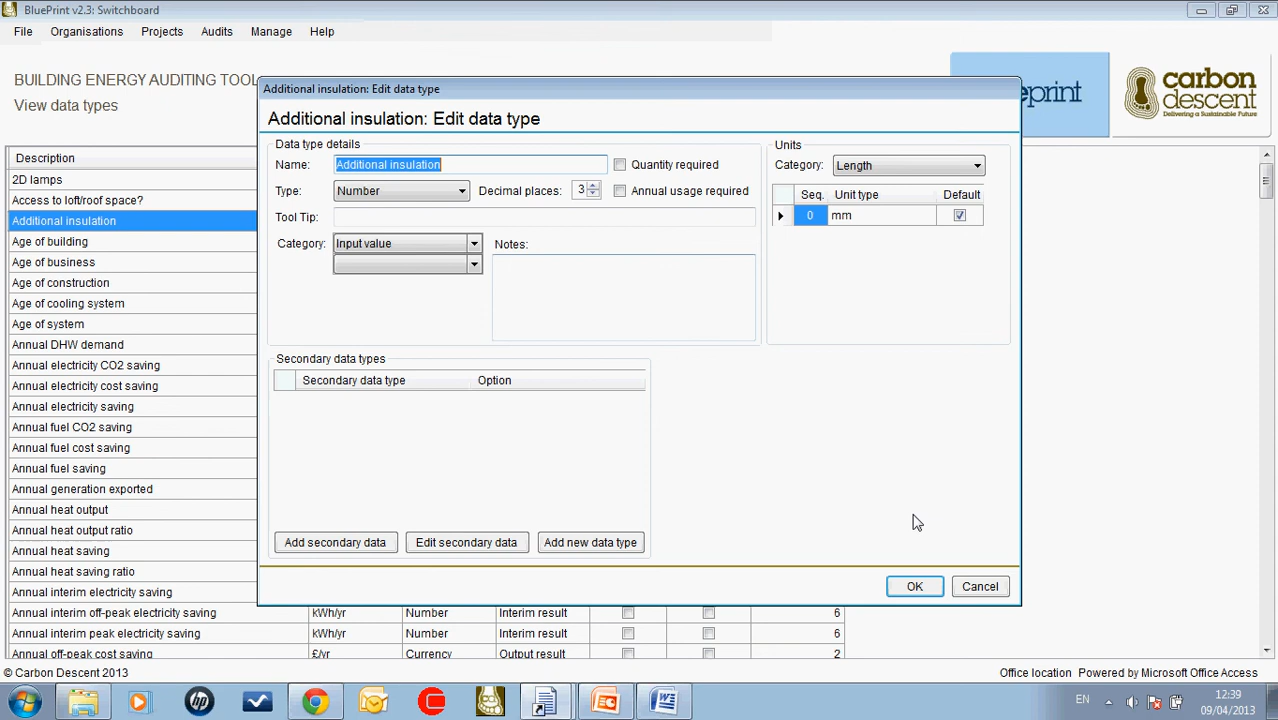 BluePrint v2.3: Switchboard
File Organisations Projects Audits Manage Help
BUILDING ENERGY AUDITING TOOL
View data types
eprint
carbon
descent
Delivering a Sustainable Future
Description
2D lamps
Access to loft/roof space?
Additional insulation
Age of building
Age of business
Age of construction
Age of cooling system
Age of system
Annual DHW demand
Annual electricity CO2 saving
Annual electricity cost saving
Annual electricity saving
Annual fuel CO2 saving
Annual fuel cost saving
Annual fuel saving
Annual generation exported
Annual heat output
Annual heat output ratio
Annual heat saving
Annual heat saving ratio
Annual interim electricity saving
Annual interim off-peak electricity saving kWh/yr Number Interim result 6
Annual interim peak electricity saving kWh/yr Number Interim result 6
Annual off-peak cost saving £/yr Currency Output result 2
Additional insulation: Edit data type
Additional insulation: Edit data type
Data type details
Name: Additional insulation Quantity required
Type: Number Decimal places: 3 Annual usage required
Tool Tip:
Category: Input value Notes:
Units
Category: Length
Seq. Unit type Default
0 mm
Secondary data types
Secondary data type Option
Add secondary data Edit secondary data Add new data type
OK Cancel
© Carbon Descent 2013 Office location Powered by Microsoft Office Access
EN 12:39
09/04/2013